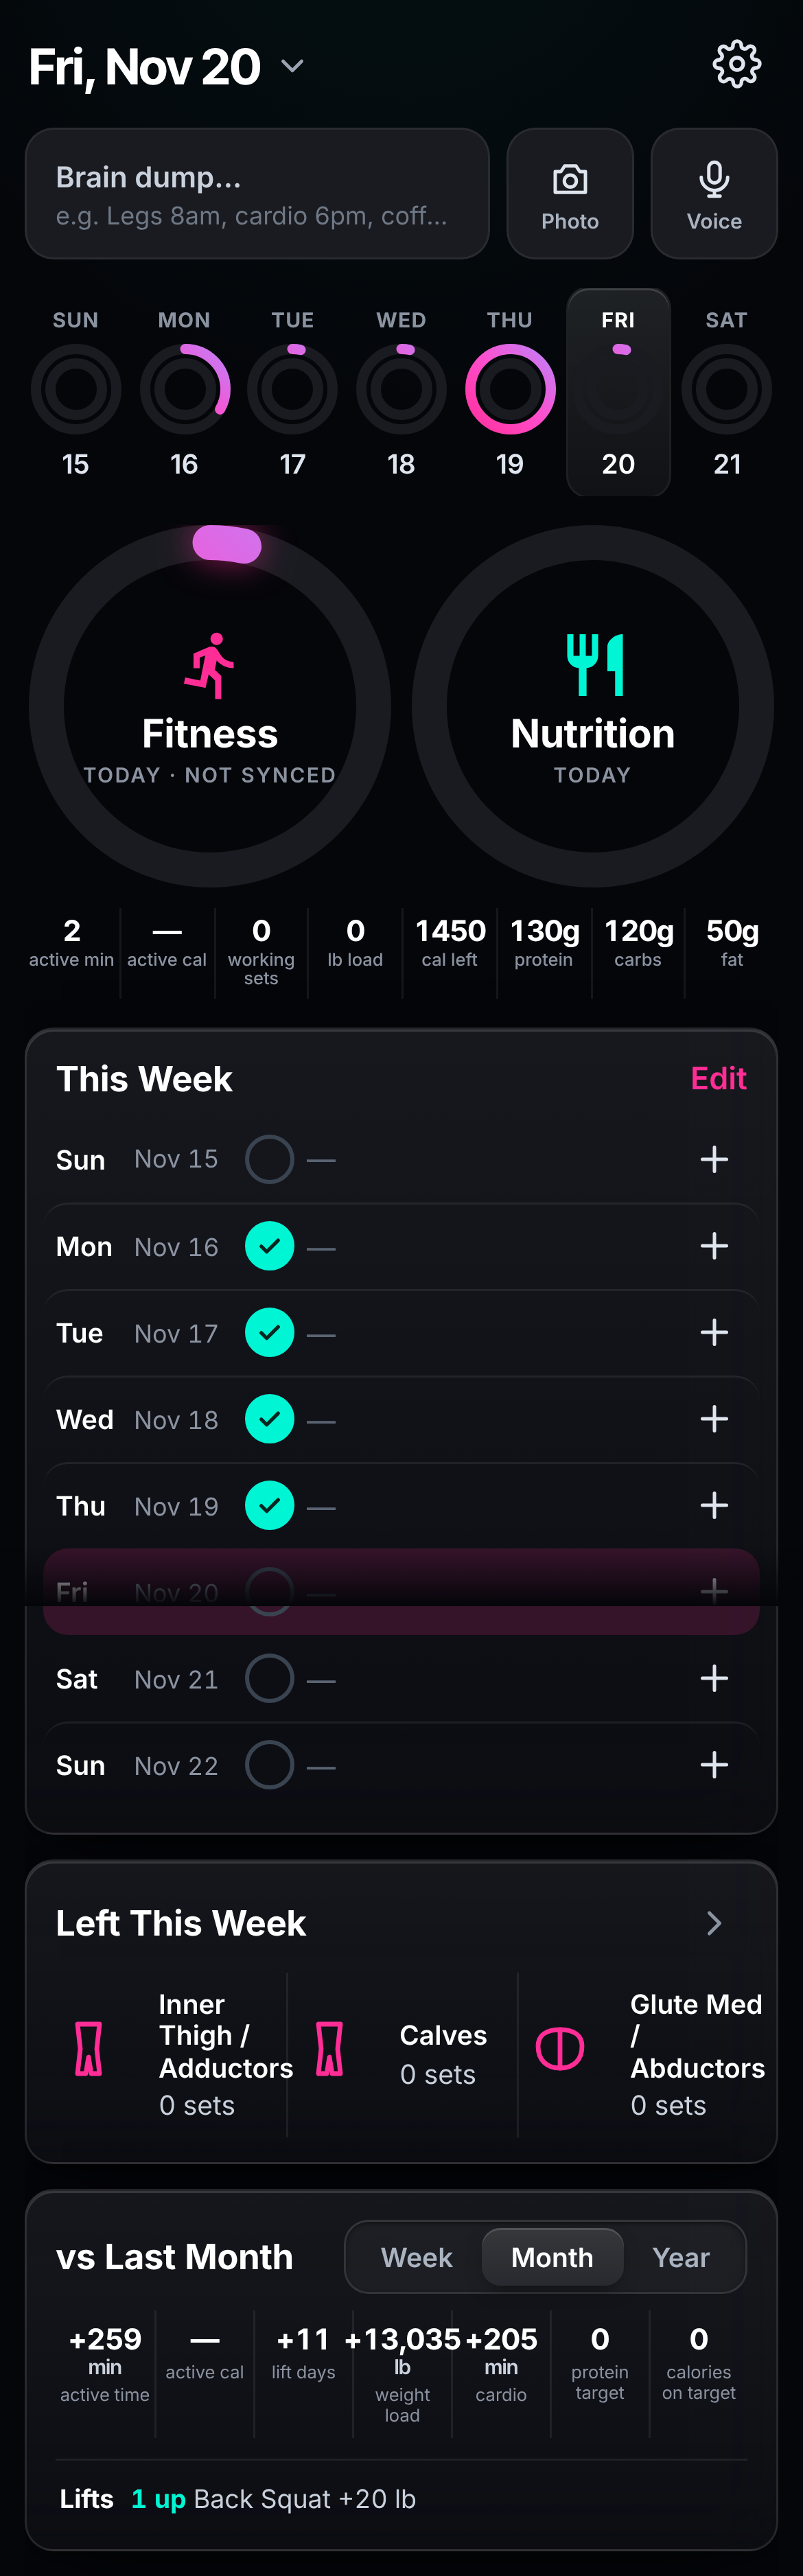 Fri, Nov 20
Brain dump...
e.g. Legs 8am, cardio 6pm, coff...
Photo
Voice
SUN MON TUE WED THU FRI SAT
15 16 17 18 19 20 21
Fitness
TODAY · NOT SYNCED
Nutrition
TODAY
2 — 0 0 1450 130g 120g 50g
active min active cal working sets lb load cal left protein carbs fat
This Week Edit
Sun Nov 15 —
Mon Nov 16 —
Tue Nov 17 —
Wed Nov 18 —
Thu Nov 19 —
Fri Nov 20 —
Sat Nov 21 —
Sun Nov 22 —
Left This Week
Inner
Thigh /
Adductors
0 sets
Calves
0 sets
Glute Med
/
Abductors
0 sets
vs Last Month Week Month Year
+259 min
active time
—
active cal
+11
lift days
+13,035 lb
weight load
+205 min
cardio
0
protein target
0
calories on target
Lifts 1 up Back Squat +20 lb